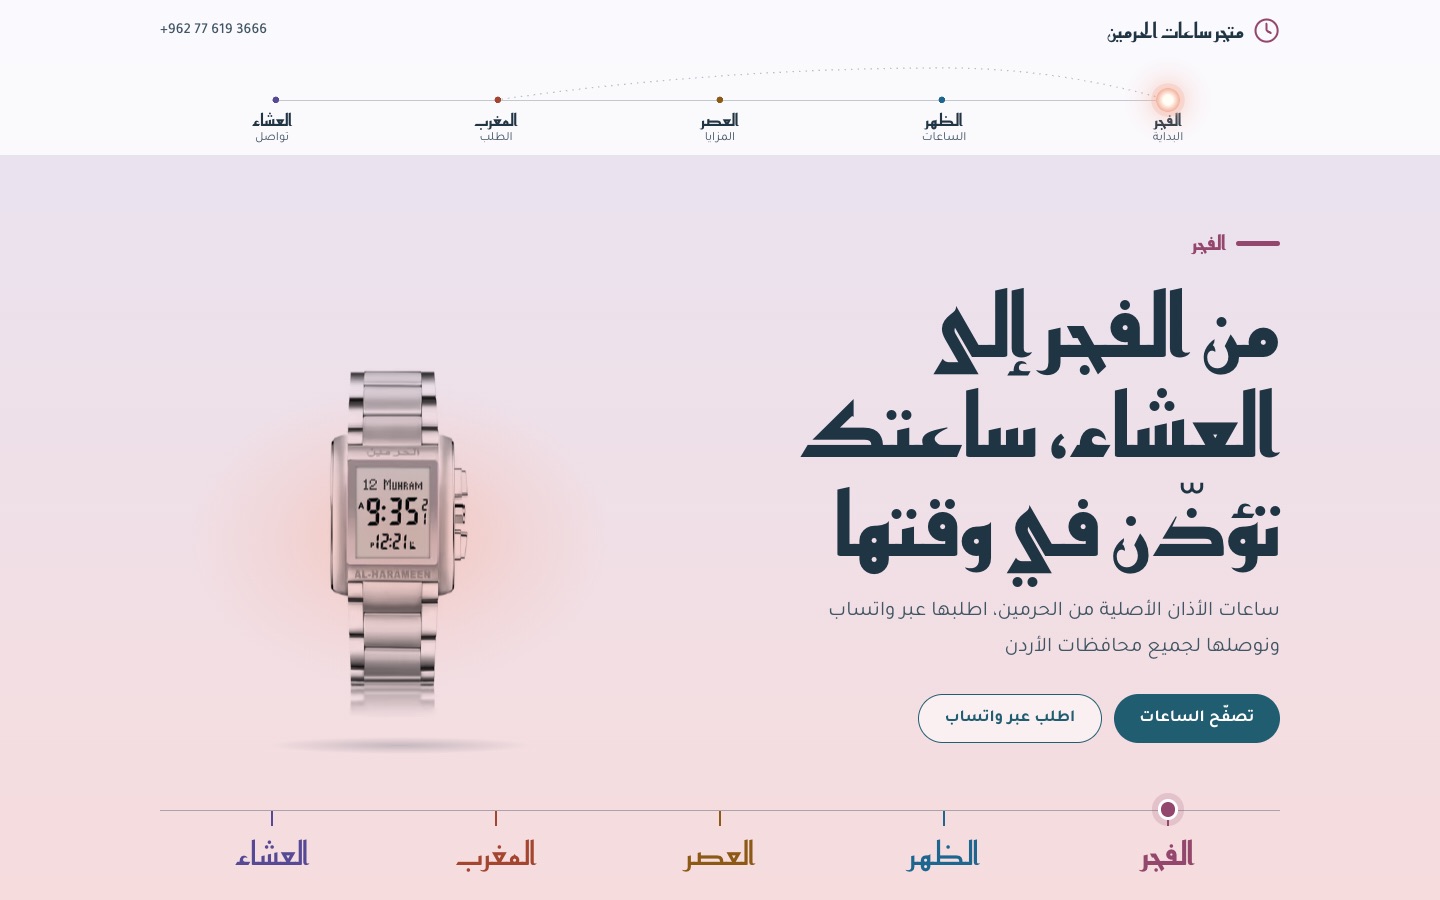 متجر ساعات الحرمين
+962 77 619 3666
الفجر
البداية
الظهر
الساعات
العصر
المزايا
المغرب
الطلب
العشاء
تواصل
الفجر
من الفجر إلى
العشاء، ساعتك
تؤذّن في وقتها
ساعات الأذان الأصلية من الحرمين، اطلبها عبر واتساب
ونوصلها لجميع محافظات الأردن
تصفّح الساعات
اطلب عبر واتساب
الحرمين
12 MUHRAM
A 9:35 21
P 12:21
AL-HARAMEEN
الفجر
الظهر
العصر
المغرب
العشاء